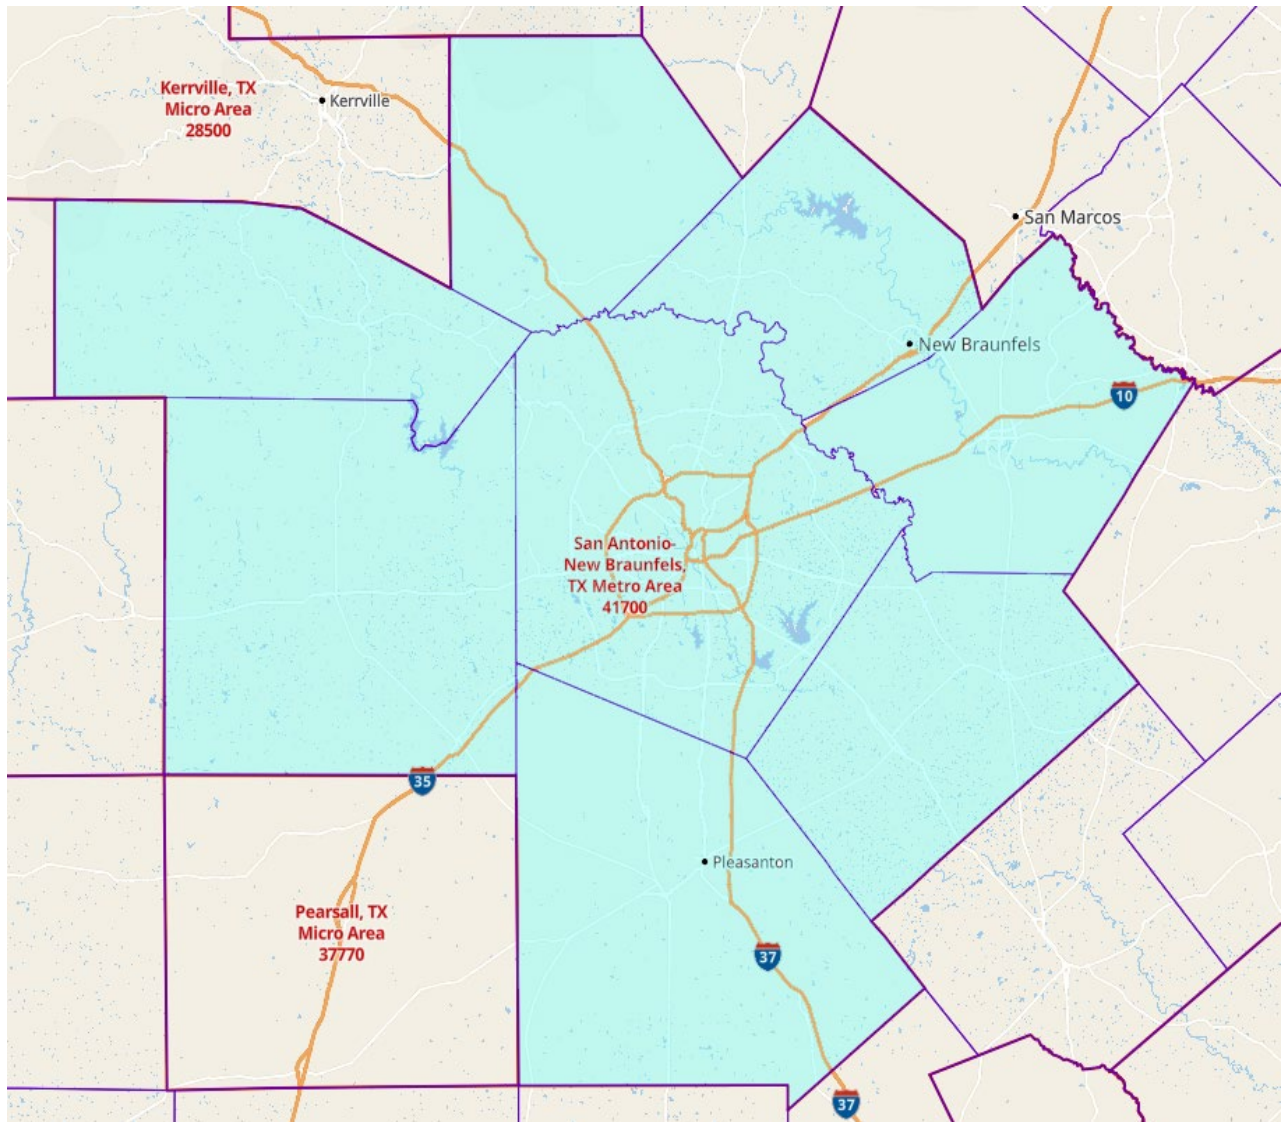 Kerrville, TX
Micro Area
28500
Kerrville
San Marcos
New Braunfels
10
San Antonio-
New Braunfels,
TX Metro Area
41700
35
Pleasanton
Pearsall, TX
Micro Area
37770
37
37